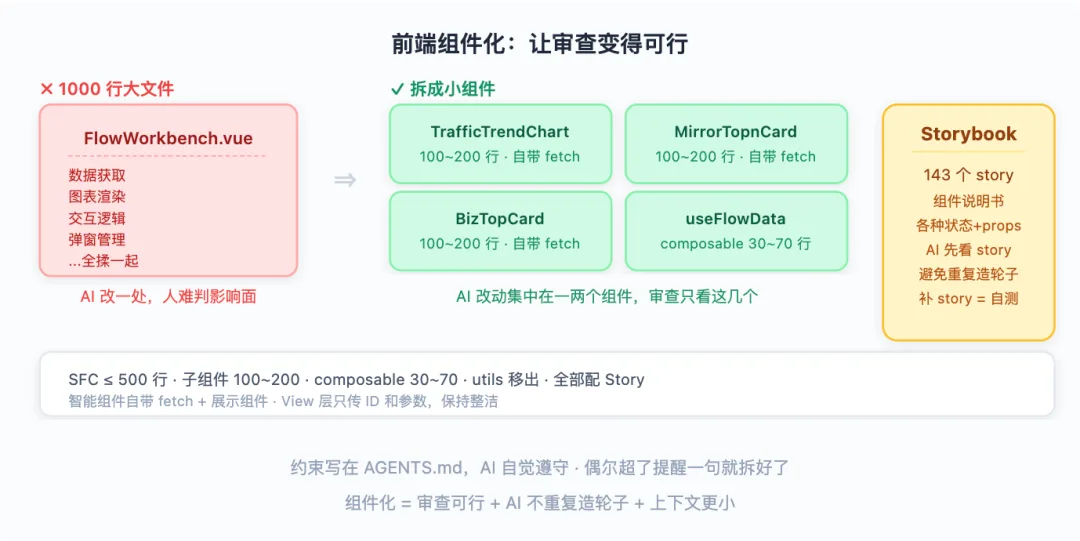 前端组件化：让审查变得可行
✕ 1000 行大文件
FlowWorkbench.vue
数据获取
图表渲染
交互逻辑
弹窗管理
...全揉一起
AI 改一处，人难判影响面
⇒
✓ 拆成小组件
TrafficTrendChart
100~200 行 · 自带 fetch
MirrorTopnCard
100~200 行 · 自带 fetch
BizTopCard
100~200 行 · 自带 fetch
useFlowData
composable 30~70 行
AI 改动集中在一两个组件，审查只看这几个
Storybook
143 个 story
组件说明书
各种状态+props
AI 先看 story
避免重复造轮子
补 story = 自测
SFC ≤ 500 行 · 子组件 100~200 · composable 30~70 · utils 移出 · 全部配 Story
智能组件自带 fetch + 展示组件 · View 层只传 ID 和参数，保持整洁
约束写在 AGENTS.md，AI 自觉遵守 · 偶尔超了提醒一句就拆好了
组件化 = 审查可行 + AI 不重复造轮子 + 上下文更小